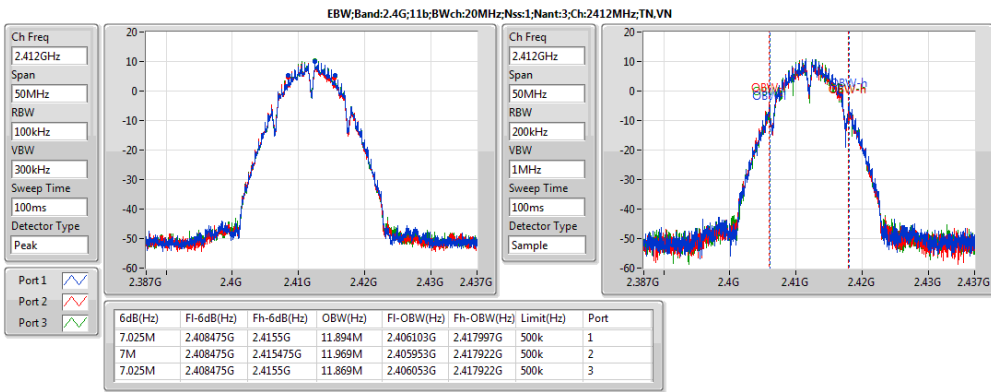 EBW;Band:2.4G;11b;BWch:20MHz;Nss:1;Nant:3;Ch:2412MHz;TN,VN
Ch Freq
2.412GHz
Span
50MHz
RBW
100kHz
VBW
300kHz
Sweep Time
100ms
Detector Type
Peak
20
10
0
-10
-20
-30
-40
-50
-60
2.387G 2.4G 2.41G 2.42G 2.43G 2.437G
Ch Freq
2.412GHz
Span
50MHz
RBW
200kHz
VBW
1MHz
Sweep Time
100ms
Detector Type
Sample
20
10
0
-10
-20
-30
-40
-50
-60
OBW-h
OBW-h
2.387G 2.4G 2.41G 2.42G 2.43G 2.437G
Port 1
Port 2
Port 3
6dB(Hz) Fl-6dB(Hz) Fh-6dB(Hz) OBW(Hz) Fl-OBW(Hz) Fh-OBW(Hz) Limit(Hz) Port
7.025M 2.408475G 2.4155G 11.894M 2.406103G 2.417997G 500k 1
7M 2.408475G 2.415475G 11.969M 2.405953G 2.417922G 500k 2
7.025M 2.408475G 2.4155G 11.869M 2.406053G 2.417922G 500k 3